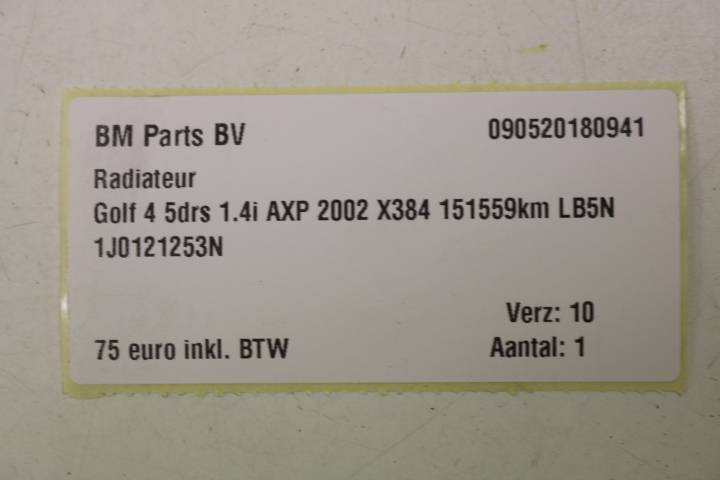 BM Parts BV 090520180941
Radiateur
Golf 4 5drs 1.4i AXP 2002 X384 151559km LB5N
1J0121253N
Verz: 10
75 euro inkl. BTW Aantal: 1